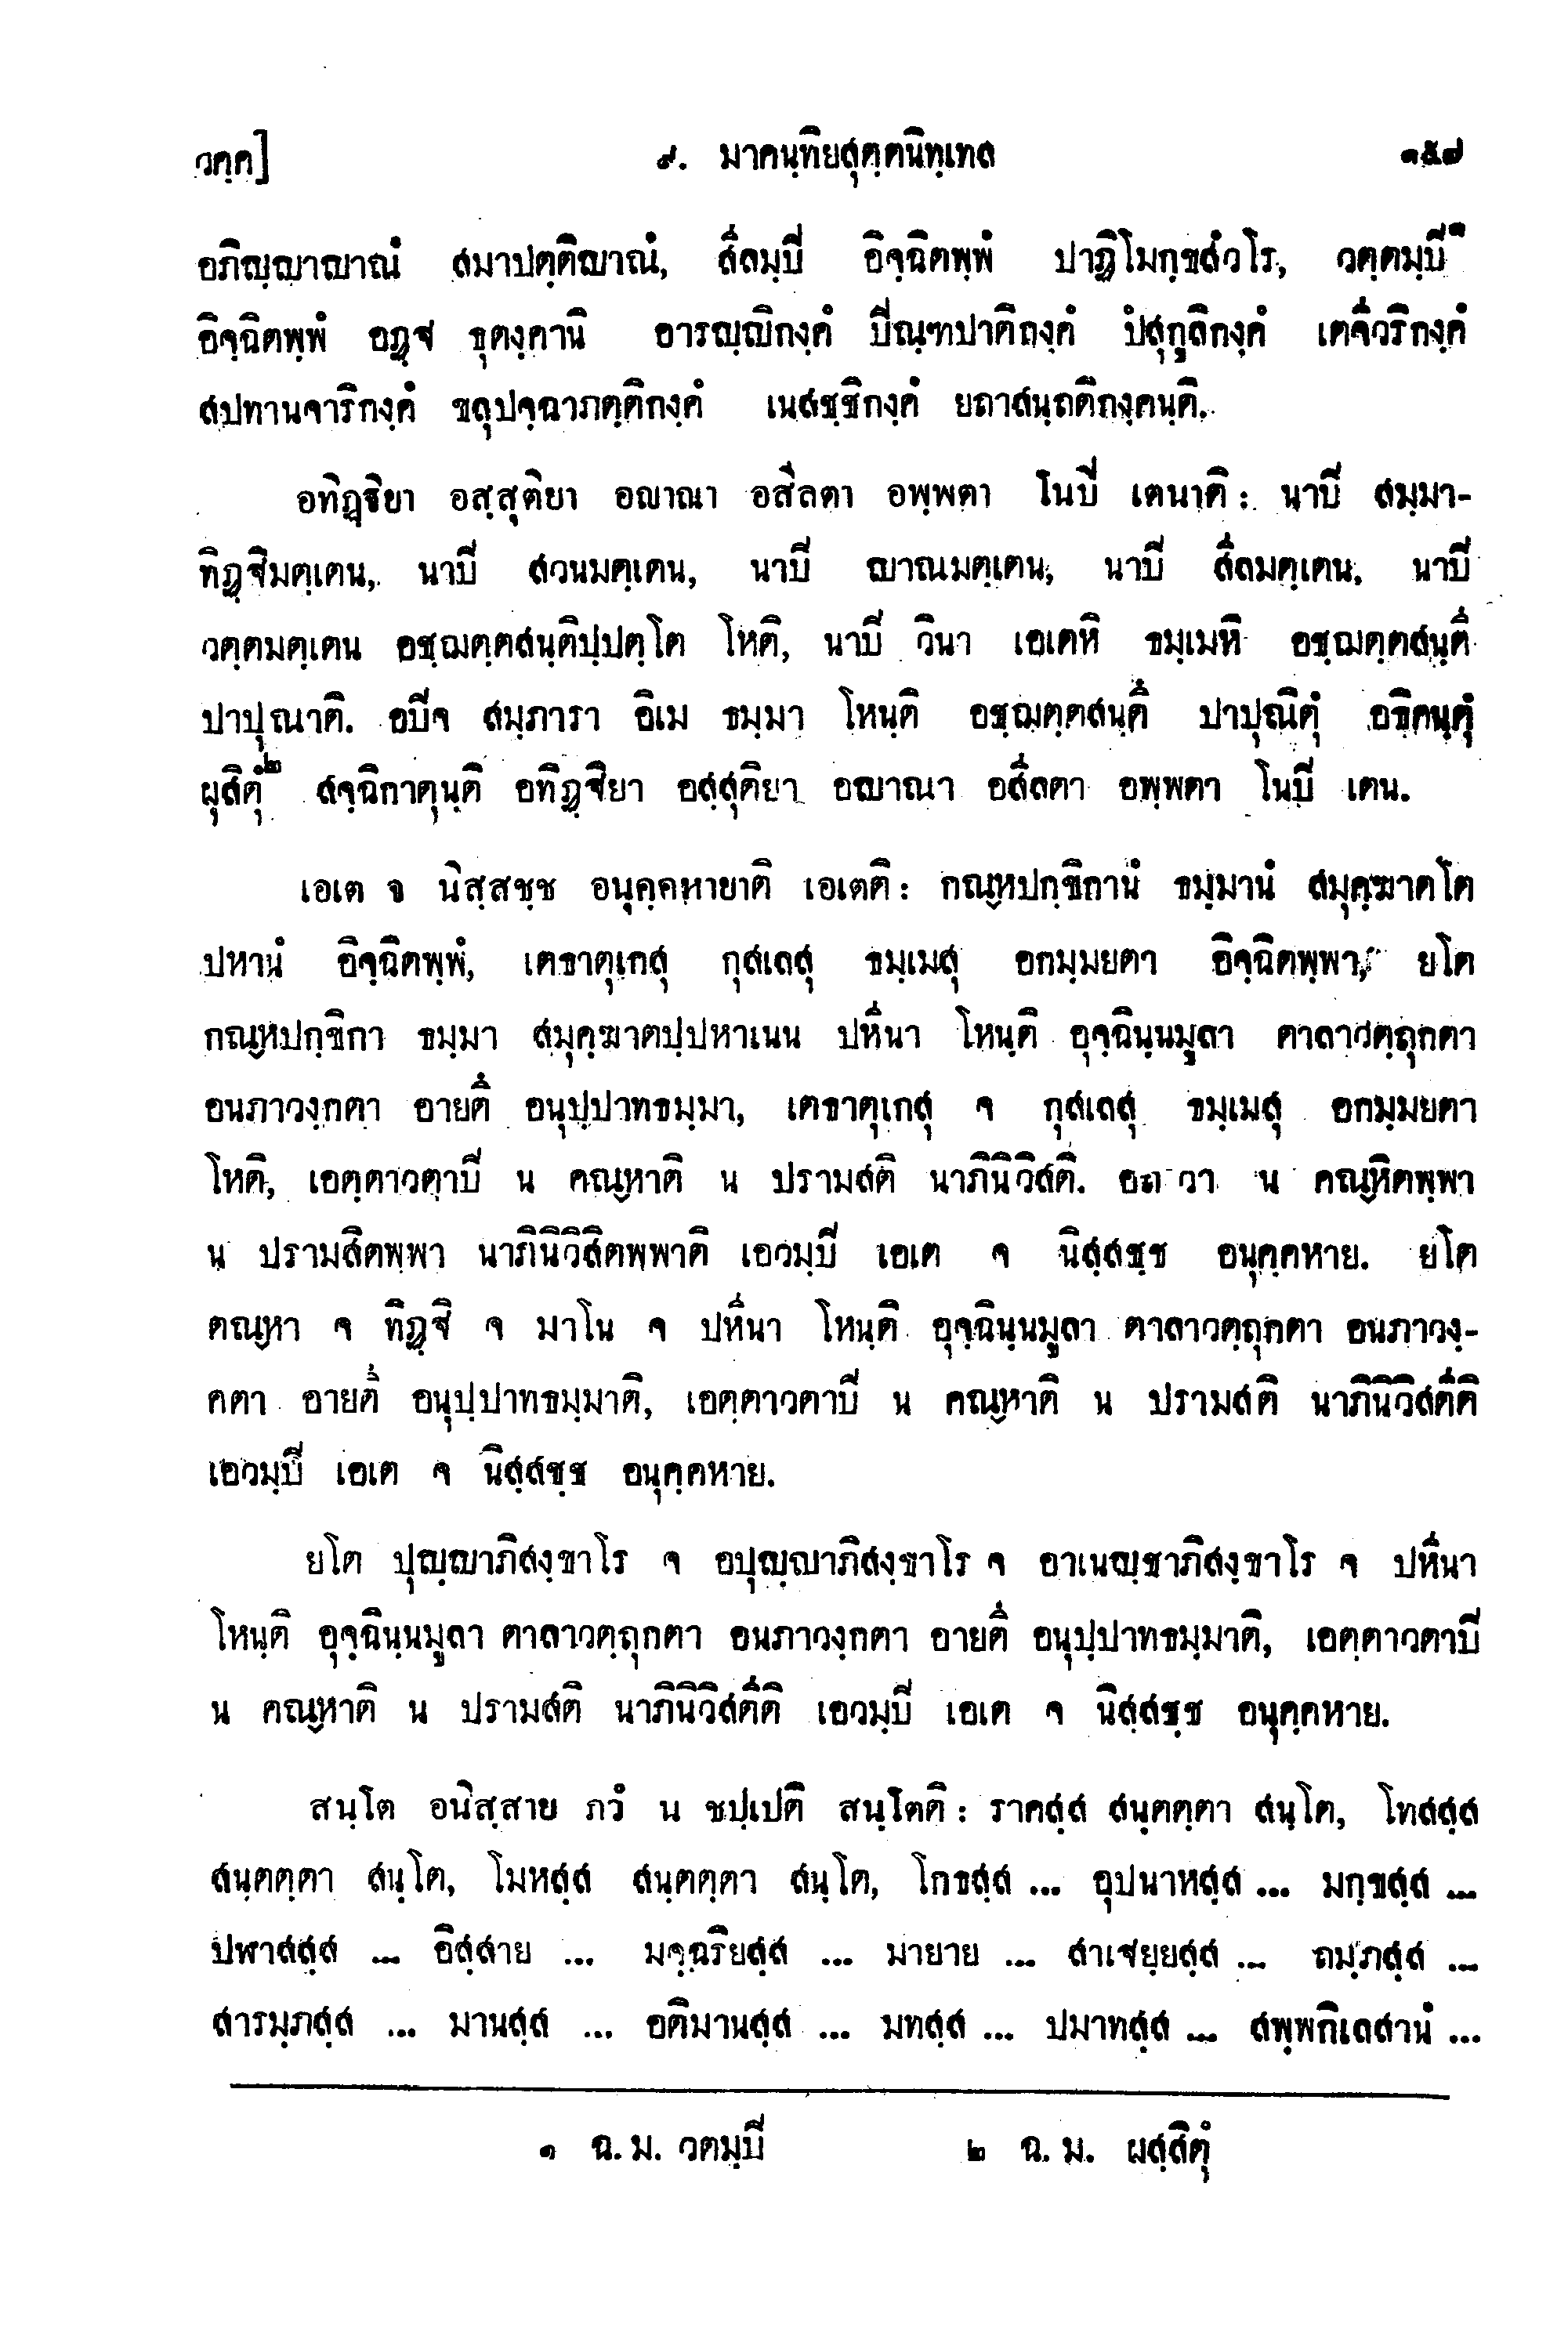 วคฺค]
๙. มาคนฺทิยสุตฺตนิทฺเทส
๑๕๗
อภิญฺญาญาณํ สมาปตฺติญาณํ, สีลมฺปิ อิจฺฉิตพฺพํ ปาฏิโมกฺขสํวโร, วตฺตมฺปิ๑
อิจฺฉิตพฺพํ อฏฺฐ ธุตงฺคานิ อารญฺญิกงฺคํ ปิณฺฑปาติกงฺคํ ปํสุกูลิกงฺคํ เตจีวริกงฺคํ
สปทานจาริกงฺคํ ขลุปจฺฉาภตฺติกงฺคํ เนสชฺชิกงฺคํ ยถาสนฺถติกงฺคนฺติ.
อทิฏฺฐิยา อสฺสุติยา อญาณา อสีลตา อพฺพตา โนปิ เตนาติ : นาปิ สมฺมา-
ทิฏฺฐิมตฺเตน, นาปิ สวนมตฺเตน, นาปิ ญาณมตฺเตน, นาปิ สีลมตฺเตน, นาปิ
วตฺตมตฺเตน อชฺฌตฺตสนฺติปฺปตฺโต โหติ, นาปิ วินา เอเตหิ ธมฺเมหิ อชฺฌตฺตสนฺตึ
ปาปุณาติ. อปิจ สมฺภารา อิเม ธมฺมา โหนฺติ อชฺฌตฺตสนฺตึ ปาปุณิตุํ อธิคนฺตุํ
ผุสิตุํ๒ สจฺฉิกาตุนฺติ อทิฏฺฐิยา อสฺสุติยา อญาณา อสีลตา อพฺพตา โนปิ เตน.
เอเต จ นิสฺสชฺช อนุคฺคหายาติ เอเตติ : กณฺหปกฺขิกานํ ธมฺมานํ สมุคฺฆาตโต
ปหานํ อิจฺฉิตพฺพํ, เตธาตุเกสุ กุสเลสุ ธมฺเมสุ อกมฺมยตา อิจฺฉิตพฺพา, ยโต
กณฺหปกฺขิกา ธมฺมา สมุคฺฆาตปฺปหาเนน ปหีนา โหนฺติ อุจฺฉินฺนมูลา ตาลาวตฺถุกตา
อนภาวงฺกตา อายตึ อนุปฺปาทธมฺมา, เตธาตุเกสุ จ กุสเลสุ ธมฺเมสุ อกมฺมยตา
โหติ, เอตฺตาวตาปิ น คณฺหาติ น ปรามสติ นาภินิวิสติ. อถ วา น คณฺหิตพฺพา
น ปรามสิตพฺพา นาภินิวิสิตพฺพาติ เอวมฺปิ เอเต จ นิสฺสชฺช อนุคฺคหาย. ยโต
ตณฺหา จ ทิฏฺฐิ จ มาโน จ ปหีนา โหนฺติ อุจฺฉินฺนมูลา ตาลาวตฺถุกตา อนภาวงฺ-
กตา อายตึ อนุปฺปาทธมฺมาติ, เอตฺตาวตาปิ น คณฺหาติ น ปรามสติ นาภินิวิสตีติ
เอวมฺปิ เอเต จ นิสฺสชฺช อนุคฺคหาย.
ยโต ปุญฺญาภิสงฺขาโร จ อปุญฺญาภิสงฺขาโร จ อาเนญฺชาภิสงฺขาโร จ ปหีนา
โหนฺติ อุจฺฉินฺนมูลา ตาลาวตฺถุกตา อนภาวงฺกตา อายตึ อนุปฺปาทธมฺมาติ, เอตฺตาวตาปิ
น คณฺหาติ น ปรามสติ นาภินิวิสตีติ เอวมฺปิ เอเต จ นิสฺสชฺช อนุคฺคหาย.
สนฺโต อนิสฺสาย ภวํ น ชปฺเปติ สนฺโตติ : ราคสฺส สนฺตตฺตา สนฺโต, โทสสฺส
สนฺตตฺตา สนฺโต, โมหสฺส สนฺตตฺตา สนฺโต, โกธสฺส ... อุปนาหสฺส ... มกฺขสฺส ...
ปฬาสสฺส ... อิสฺสาย ... มจฺฉริยสฺส ... มายาย ... สาเฐยฺยสฺส ... ถมฺภสฺส ...
สารมฺภสฺส ... มานสฺส ... อติมานสฺส ... มทสฺส ... ปมาทสฺส ... สพฺพกิเลสานํ ...
๑ ฉ. ม. วตมฺปิ
๒ ฉ. ม. ผสฺสิตุํ